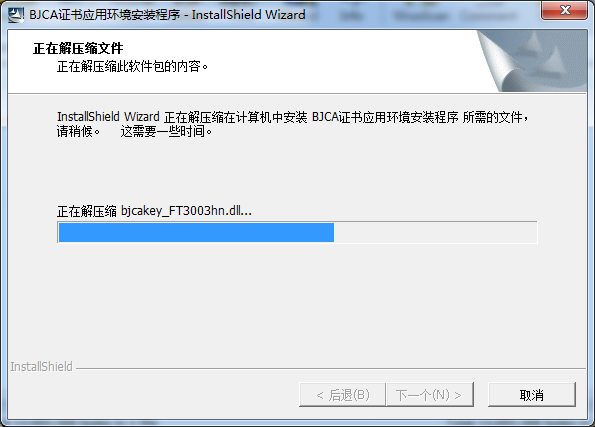 BJCA证书应用环境安装程序 - InstallShield Wizard
正在解压缩文件
正在解压缩此软件包的内容。
InstallShield Wizard 正在解压缩在计算机中安装 BJCA证书应用环境安装程序 所需的文件，
请稍候。 这需要一些时间。
正在解压缩 bjcakey_FT3003hn.dll...
InstallShield
< 后退(B) 下一个(N) > 取消